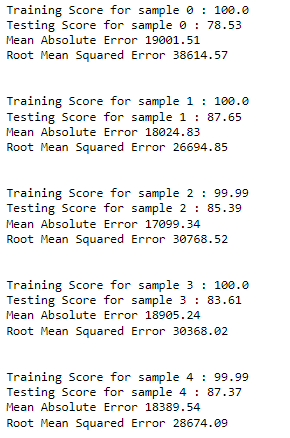 Training Score for sample 0 : 100.0
Testing Score for sample 0 : 78.53
Mean Absolute Error 19001.51
Root Mean Squared Error 38614.57
Training Score for sample 1 : 100.0
Testing Score for sample 1 : 87.65
Mean Absolute Error 18024.83
Root Mean Squared Error 26694.85
Training Score for sample 2 : 99.99
Testing Score for sample 2 : 85.39
Mean Absolute Error 17099.34
Root Mean Squared Error 30768.52
Training Score for sample 3 : 100.0
Testing Score for sample 3 : 83.61
Mean Absolute Error 18905.24
Root Mean Squared Error 30368.02
Training Score for sample 4 : 99.99
Testing Score for sample 4 : 87.37
Mean Absolute Error 18389.54
Root Mean Squared Error 28674.09